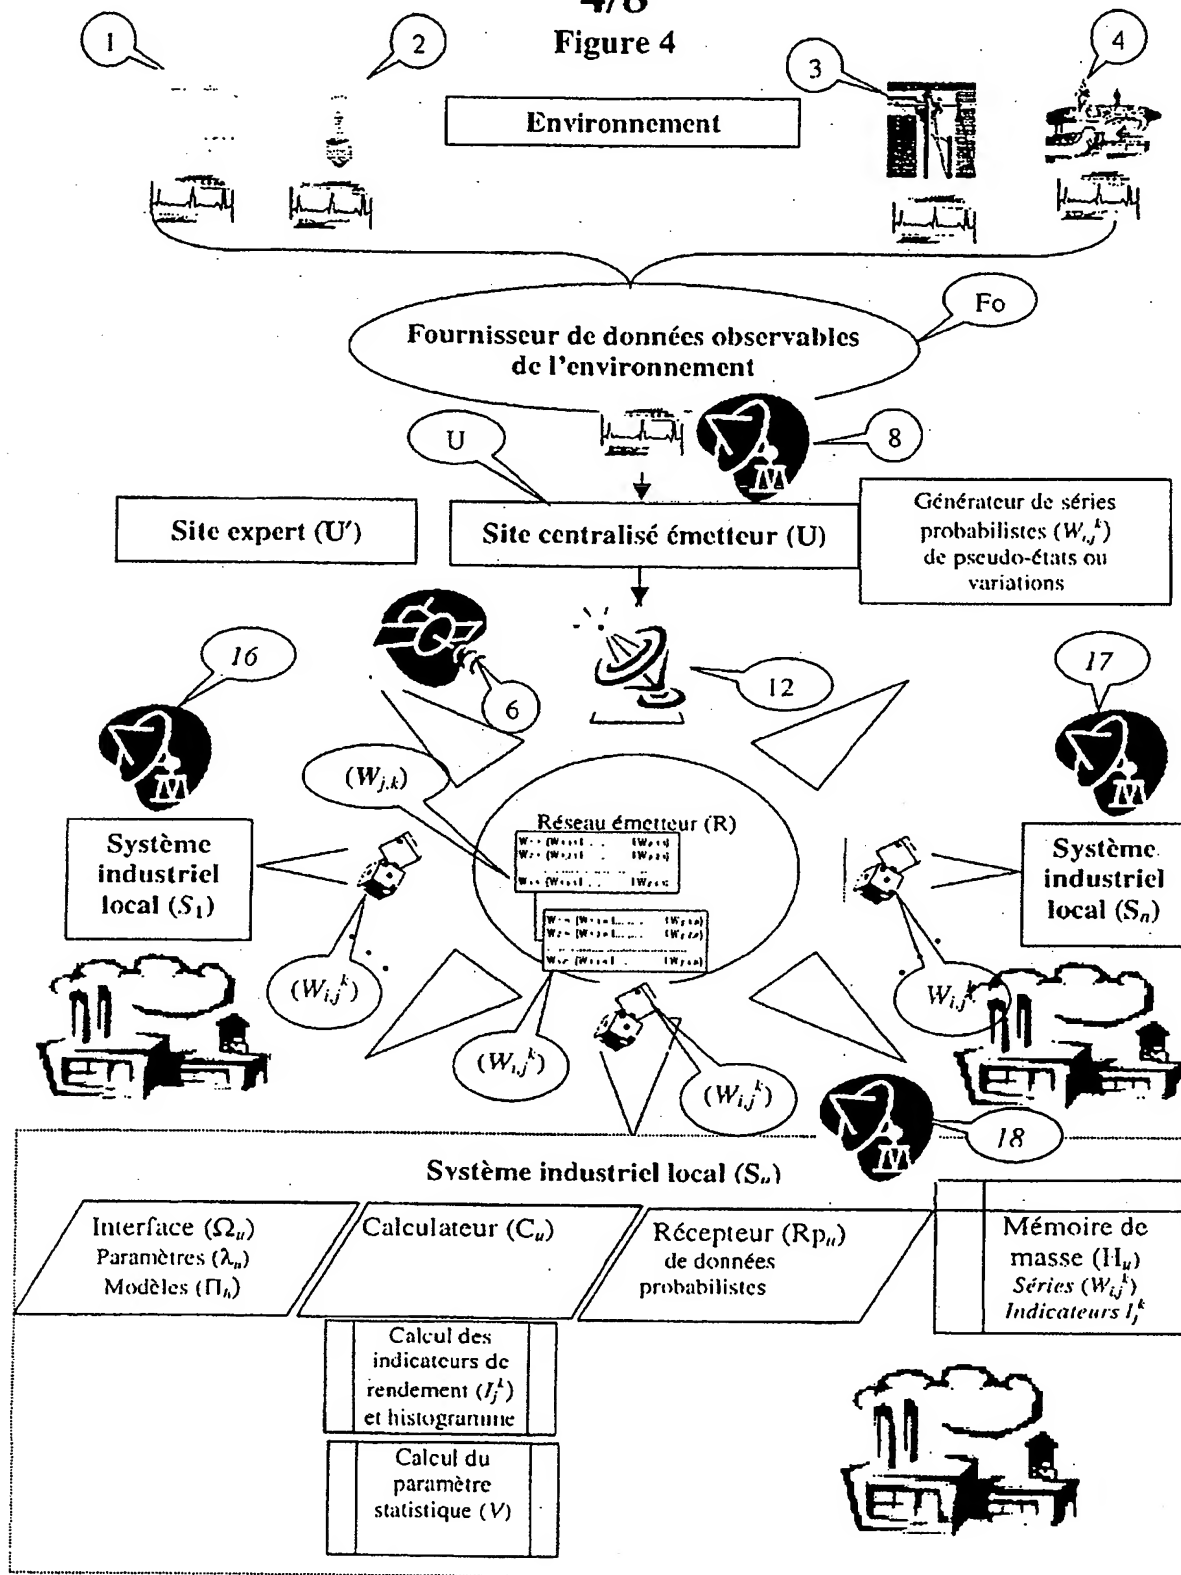 4/8
Figure 4
1
2
3
4
Environnement
Fo
Fournisseur de données observables
de l'environnement
U
8
Site expert (U')
Site centralisé émetteur (U)
Générateur de séries
probabilistes (W_{i,j}^k)
de pseudo-états ou
variations
16
6
12
17
(W_{j,k})
Réseau émetteur (R)
Système
industriel
local (S_1)
Système
industriel
local (S_n)
(W_{i,j}^k)
W_{i,j}^k
(W_{i,j}^k)
(W_{i,j}^k)
18
Système industriel local (S_u)
Interface (Ω_u)
Paramètres (λ_n)
Modèles (Π_h)
Calculateur (C_u)
Récepteur (Rp_u)
de données
probabilistes
Mémoire de
masse (H_u)
Séries (W_{i,j}^k)
Indicateurs I_j^k
Calcul des
indicateurs de
rendement (I_j^k)
et histogramme
Calcul du
paramètre
statistique (V)